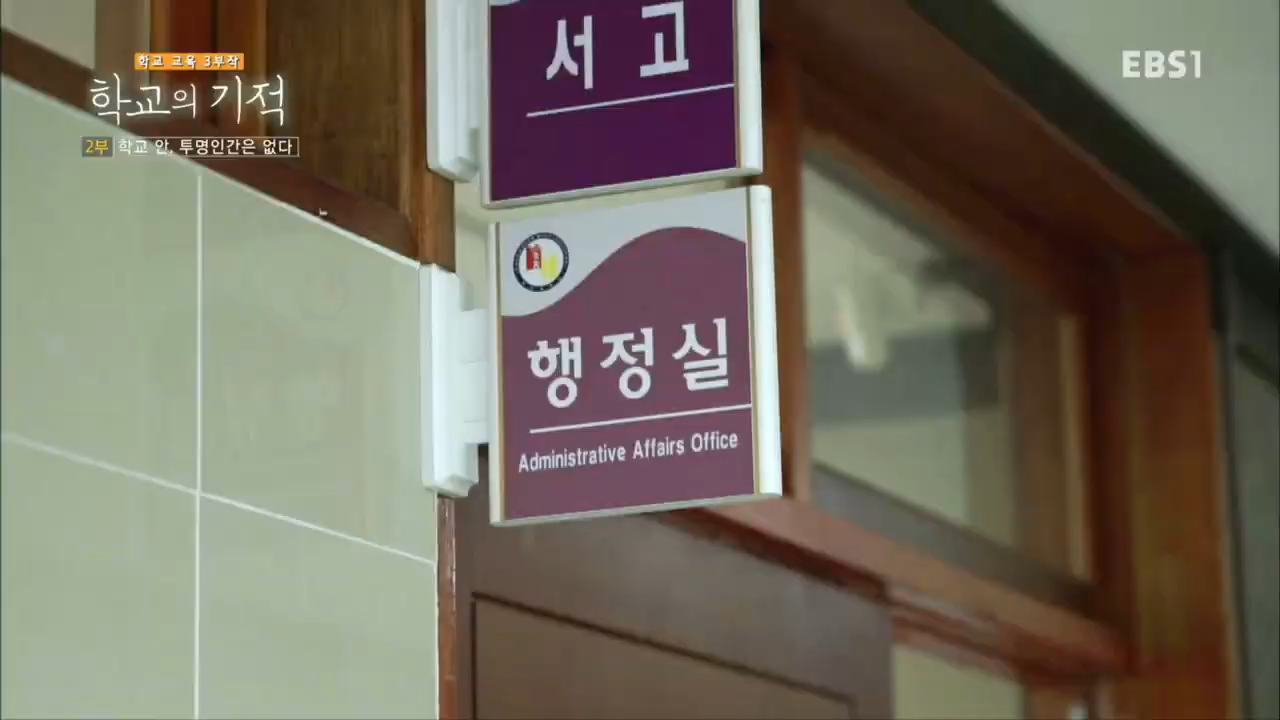 학교 교육 3부작
학교의 기적
2부 학교 안, 투명인간은 없다
EBS1
서고
행정실
Administrative Affairs Office